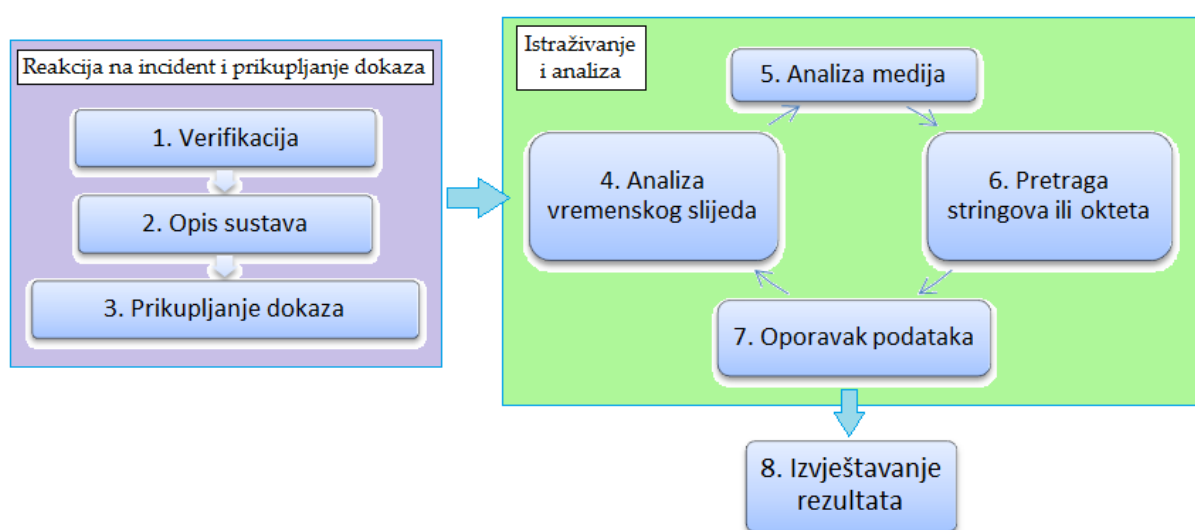 Reakcija na incident i prikupljanje dokaza
1. Verifikacija
2. Opis sustava
3. Prikupljanje dokaza
Istraživanje
i analiza
4. Analiza
vremenskog slijeda
5. Analiza medija
6. Pretraga
stringova ili okteta
7. Oporavak podataka
8. Izvještavanje
rezultata